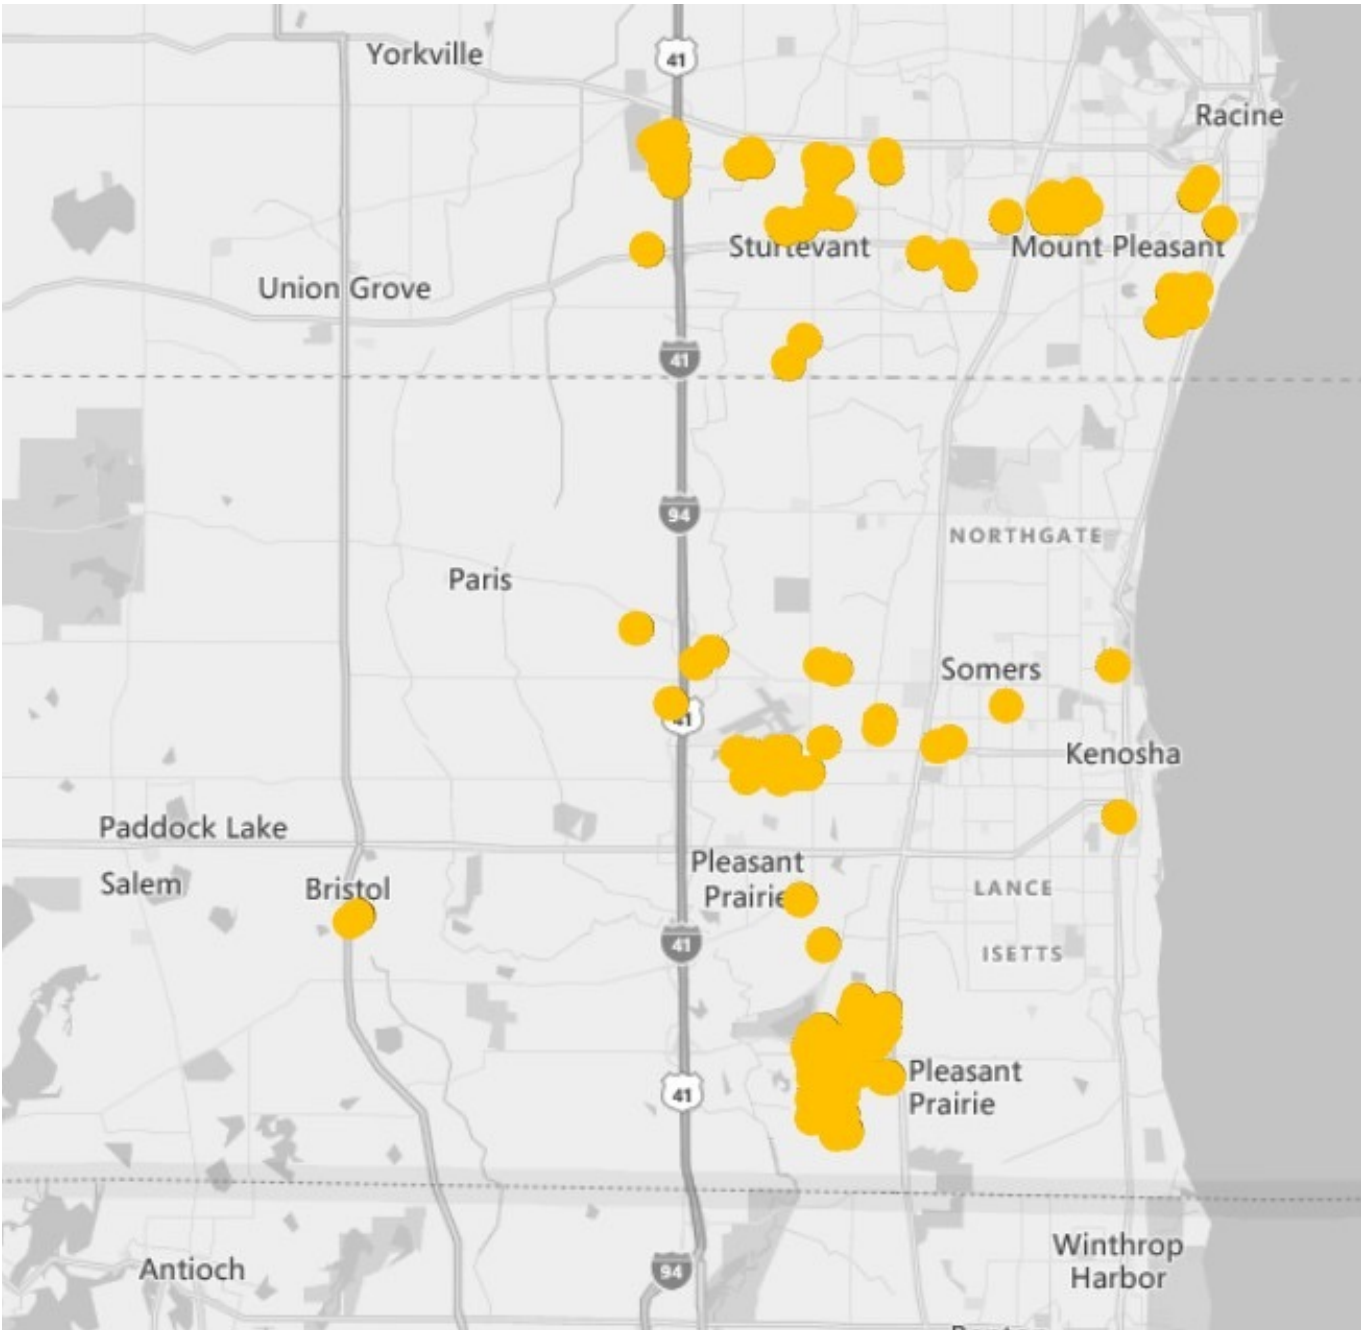 Yorkville
41
Racine
Sturtevant
Mount Pleasant
Union Grove
41
94
NORTHGATE
Paris
Somers
41
Kenosha
Paddock Lake
Pleasant
Prairie
Salem
Bristol
LANCE
41
ISETTS
Pleasant
Prairie
41
Winthrop
Harbor
Antioch
94